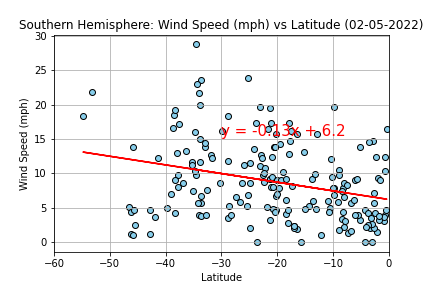 Southern Hemisphere: Wind Speed (mph) vs Latitude (02-05-2022)
30
25
20
15
10
5
0
Wind Speed (mph)
y = -0.13x + 6.2
−60 −50 −40 −30 −20 −10 0
Latitude